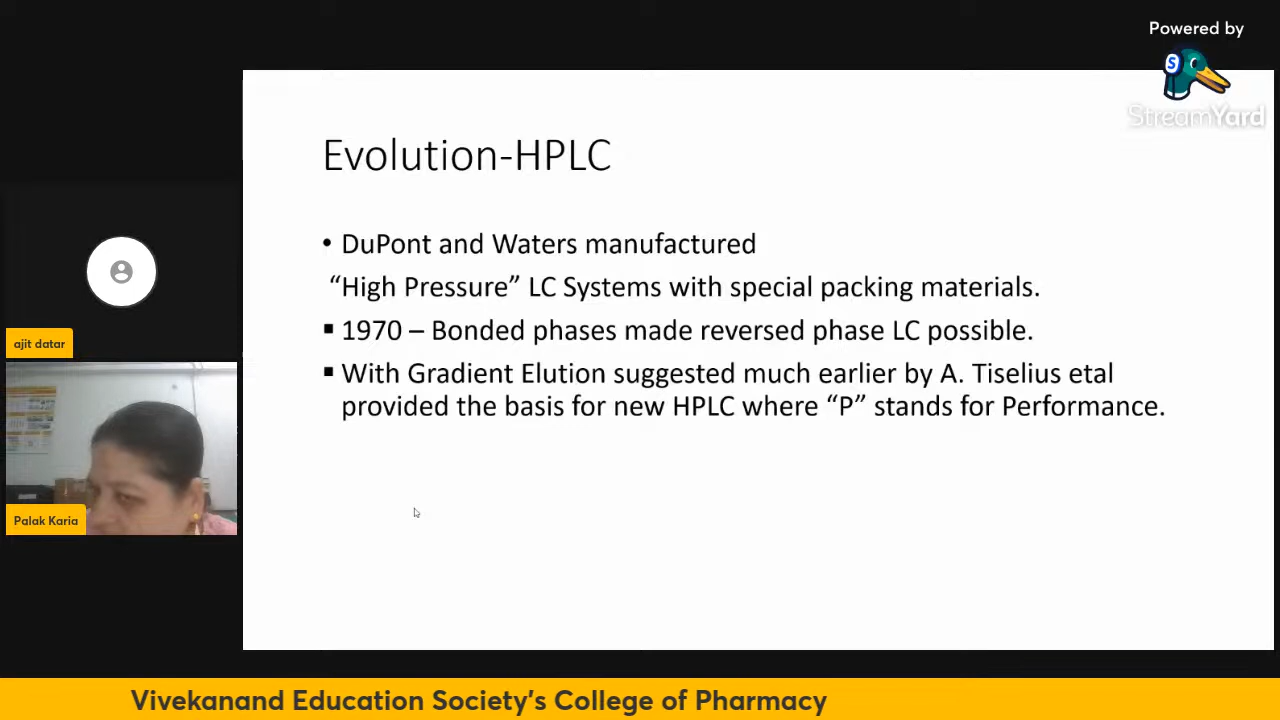 Powered by
S
StreamYard
Evolution-HPLC
• DuPont and Waters manufactured
“High Pressure” LC Systems with special packing materials.
▪ 1970 – Bonded phases made reversed phase LC possible.
▪ With Gradient Elution suggested much earlier by A. Tiselius etal
provided the basis for new HPLC where “P” stands for Performance.
ajit datar
Palak Karia
Vivekanand Education Society's College of Pharmacy